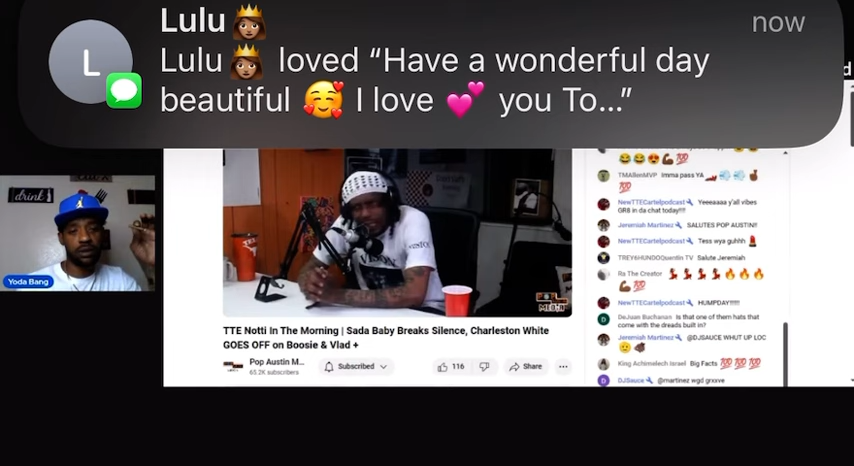 Lulu👸🏾
now
Lulu👸🏾 loved “Have a wonderful day
beautiful 🥰 I love 💕 you To...”
L
drink
Yoda Bang
TTE Notti In The Morning | Sada Baby Breaks Silence, Charleston White
GOES OFF on Boosie & Vlad +
Pop Austin M...
65.2K subscribers
Subscribed
116
Share
😂😂😍💪🏾💯
TMAllenMVP Imma pass YA
💯
NewTTECartelpodcast Yeeeaaaa y'all vibes
GR8 in da chat today!!!!
Jeremiah Martinez SALUTES POP AUSTIN!!
NewTTECartelpodcast Tess wya guhhh
TREY6HUNDOQuentin TV Salute Jeremiah
Ra The Creator 💃🏾💃🏾💃🏾💃🏾🔥🔥🔥
💪🏾💯
NewTTECartelpodcast HUMPDAY!!!!!!
DeJuan Buchanan Is that one of them hats that
come with the dreads built in?
Jeremiah Martinez @DJSAUCE WHUT UP LOC
King Achimelech Israel Big Facts 💯💯💯
DJSauce @martinez wgd grxxve